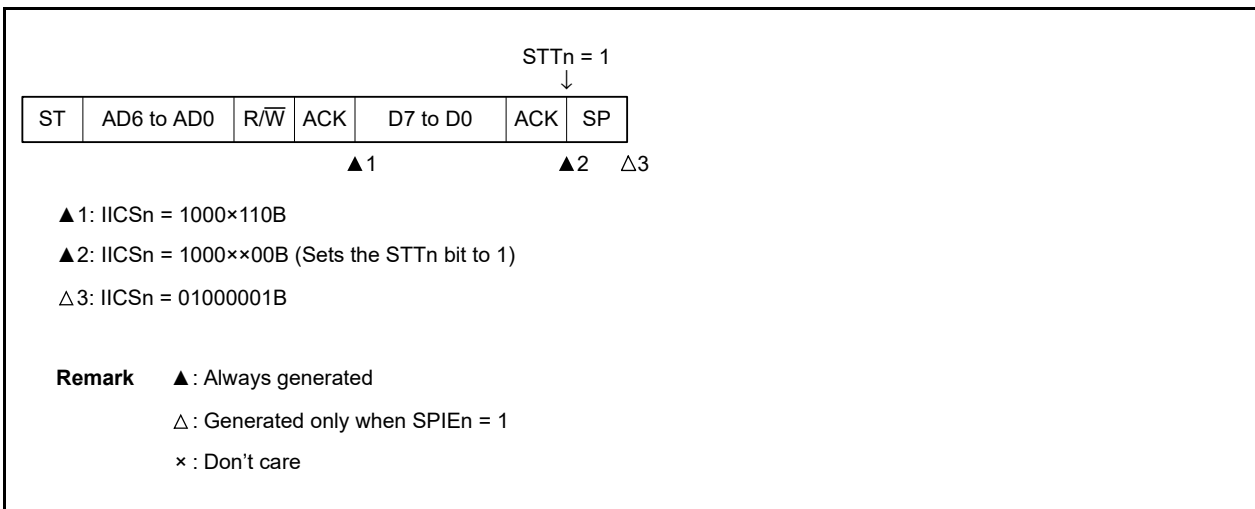 STTn = 1
↓
ST AD6 to AD0 R/W̅ ACK D7 to D0 ACK SP
▲1 ▲2 △3
▲1: IICSn = 1000×110B
▲2: IICSn = 1000××00B (Sets the STTn bit to 1)
△3: IICSn = 01000001B
Remark ▲: Always generated
△: Generated only when SPIEn = 1
×: Don’t care